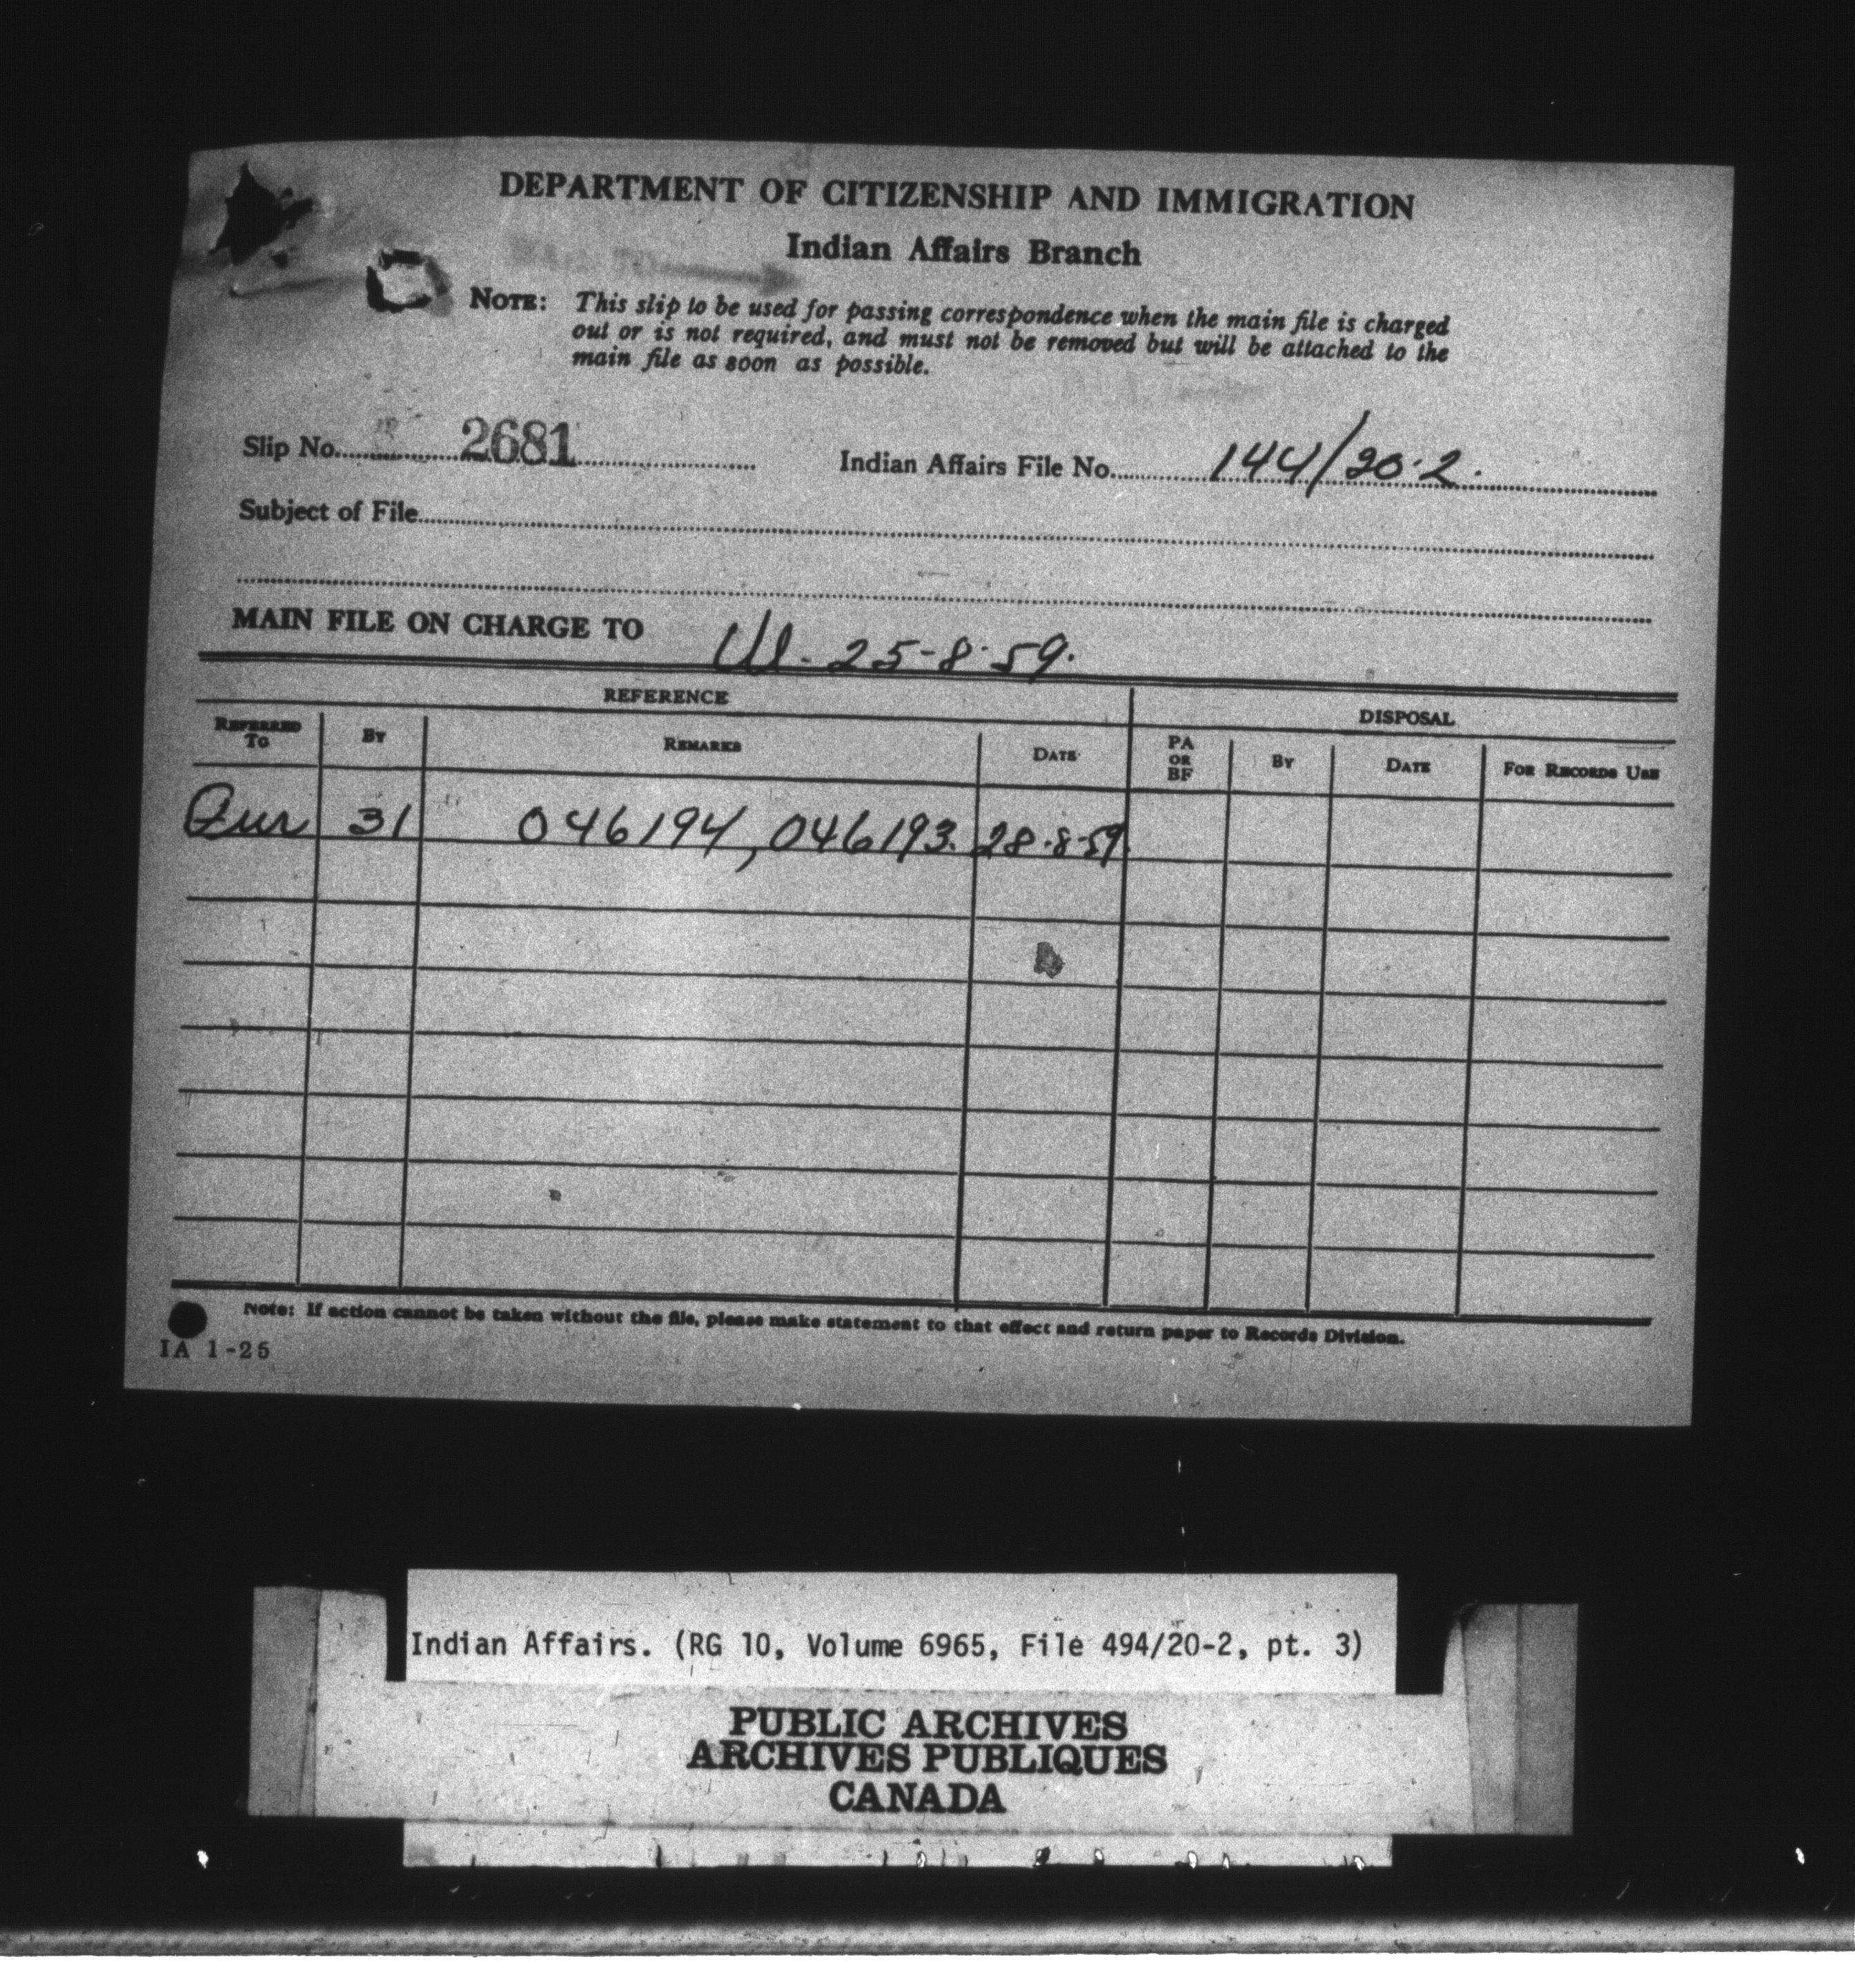 DEPARTMENT OF CITIZENSHIP AND IMMIGRATION
Indian Affairs Branch
NOTE: This slip to be used for passing correspondence when the main file is charged
out or is not required, and must not be removed but will be attached to the
main file as soon as possible.
Slip No. 2681 Indian Affairs File No. 144/20-2.
Subject of File
MAIN FILE ON CHARGE TO 25-8-59.
REFERENCE DISPOSAL
REFERRED TO BY REMARKS DATE PA OR BF BY DATE FOR RECORDS USE
31 046194, 046193. 28-8-59.
Note: If action cannot be taken without the file, please make statement to that effect and return paper to Records Division.
IA 1-25
Indian Affairs. (RG 10, Volume 6965, File 494/20-2, pt. 3)
PUBLIC ARCHIVES
ARCHIVES PUBLIQUES
CANADA